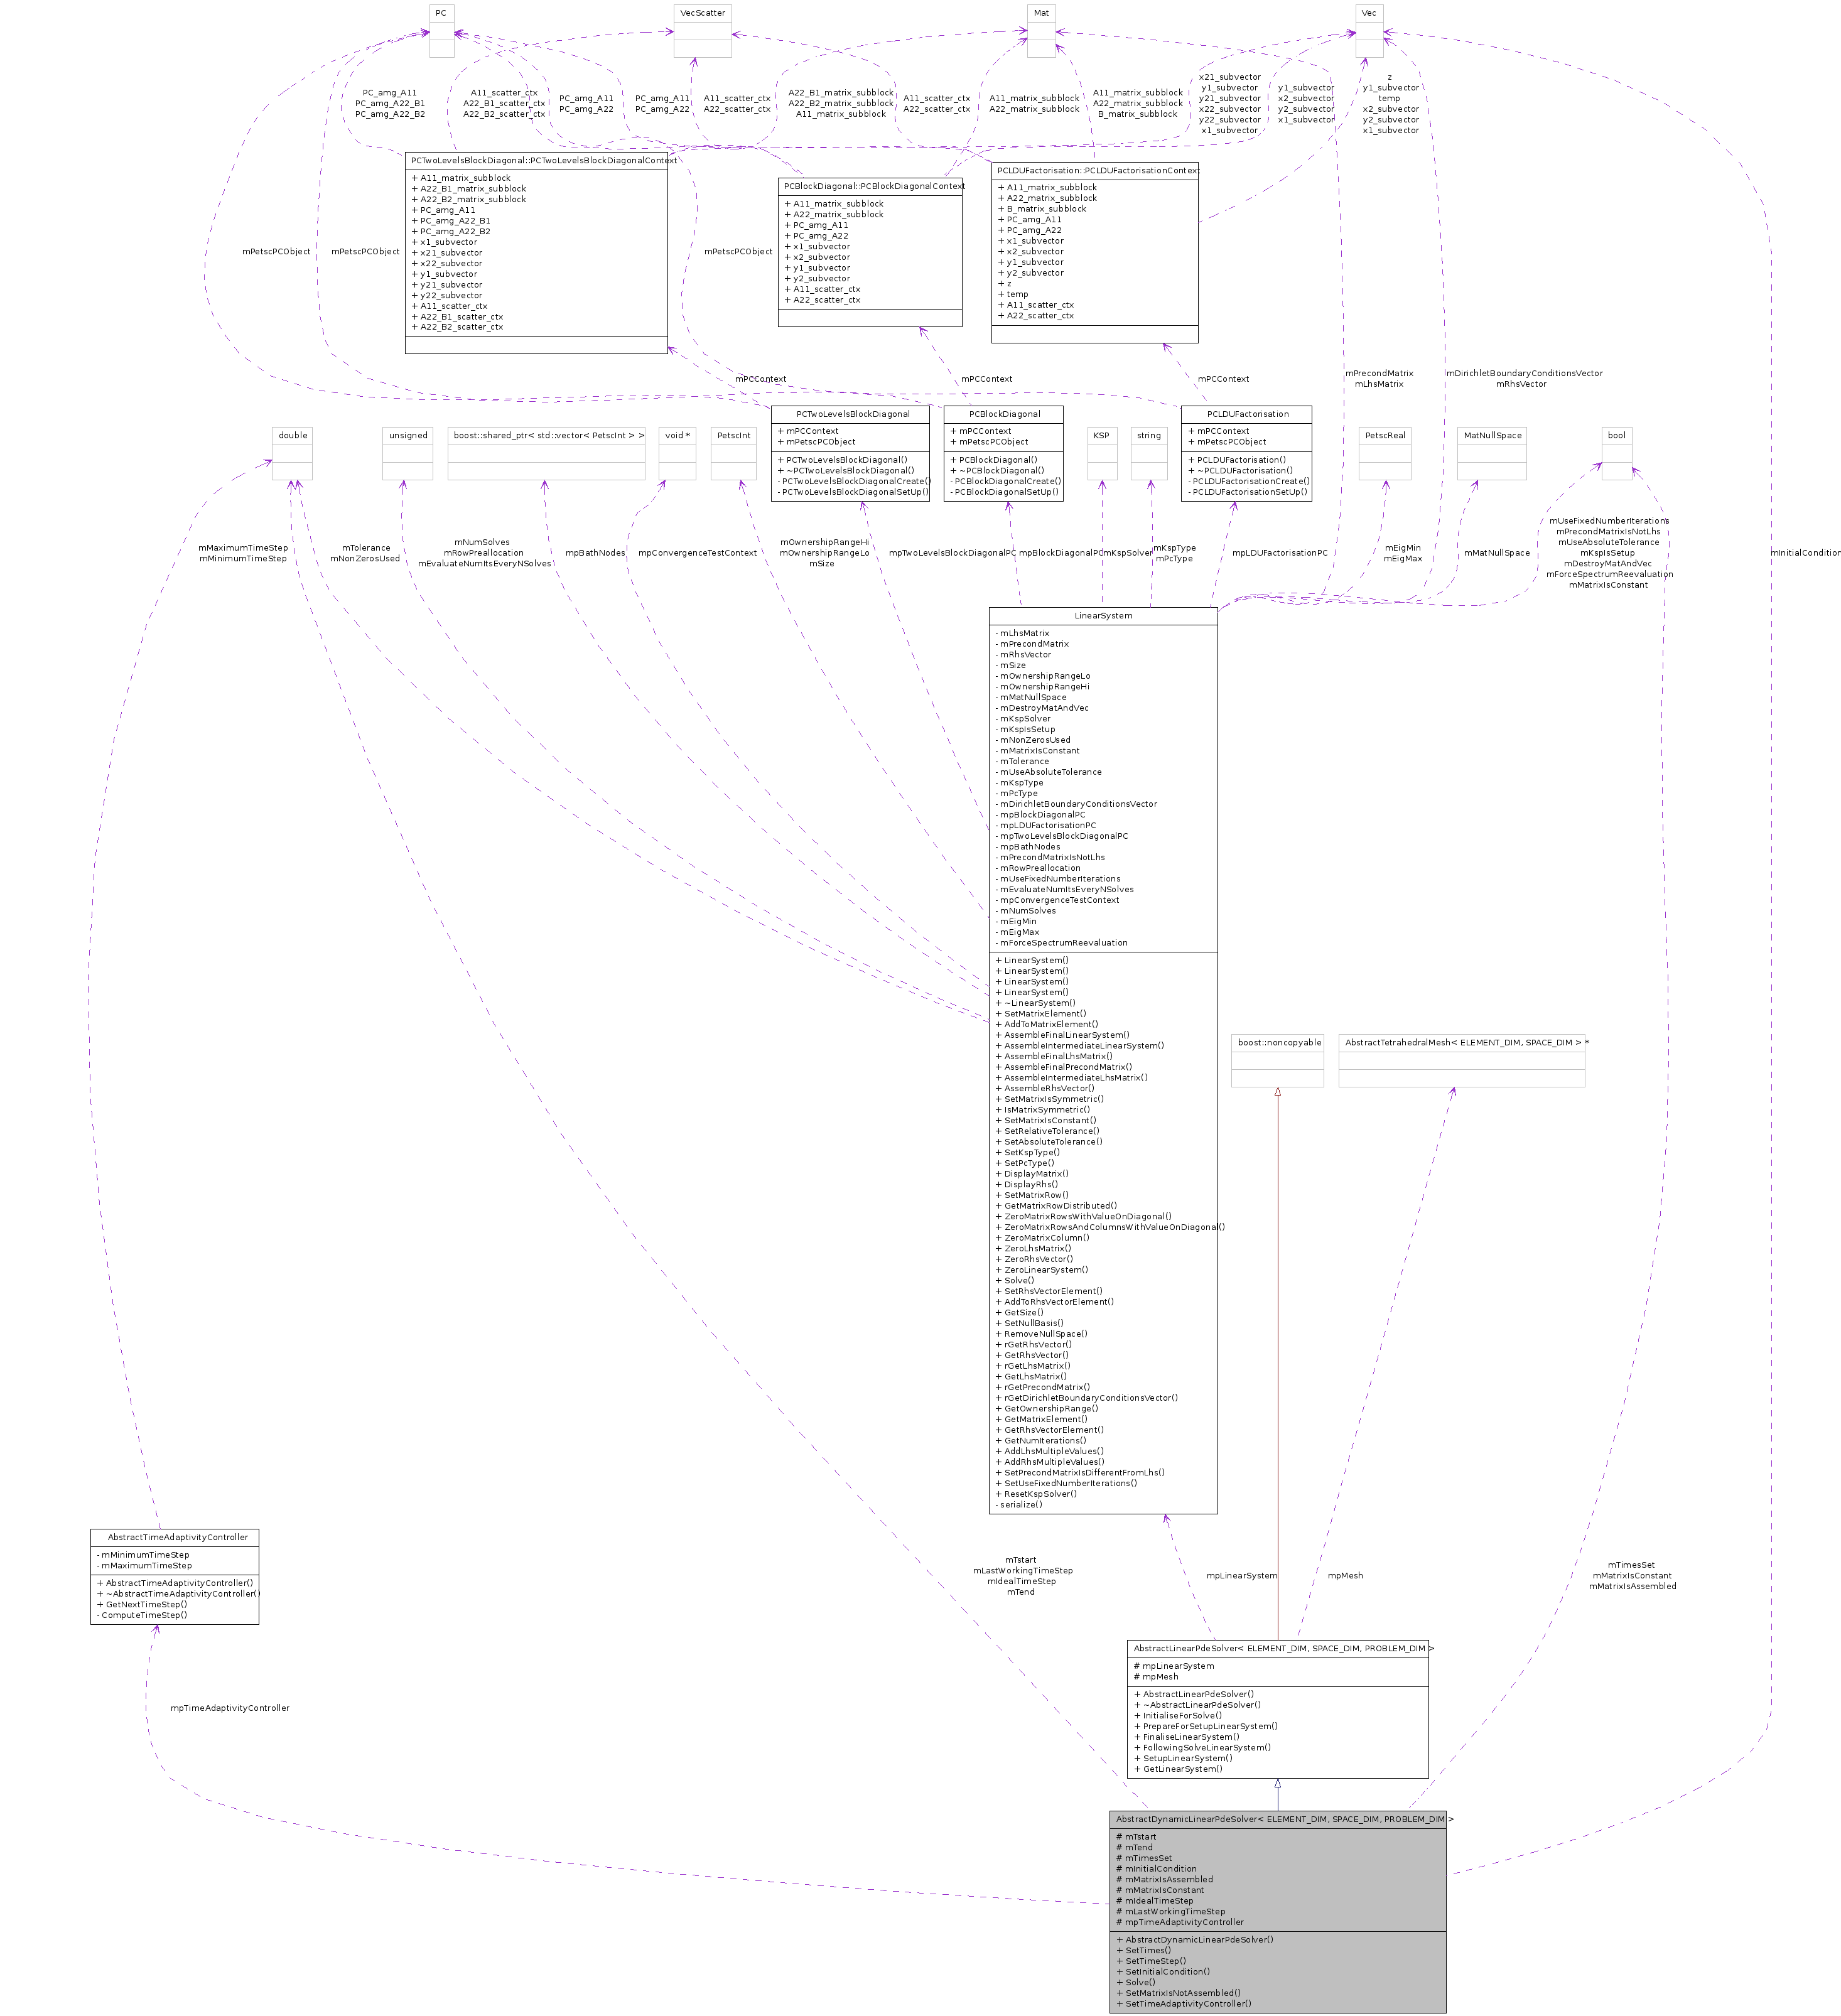 PC
VecScatter
Mat
Vec
PC_amg_A11
PC_amg_A22_B1
PC_amg_A22_B2
A11_scatter_ctx
A22_B1_scatter_ctx
A22_B2_scatter_ctx
PC_amg_A11
PC_amg_A22
PC_amg_A11
PC_amg_A22
A11_scatter_ctx
A22_scatter_ctx
A22_B1_matrix_subblock
A22_B2_matrix_subblock
A11_matrix_subblock
A11_scatter_ctx
A22_scatter_ctx
A11_matrix_subblock
A22_matrix_subblock
A11_matrix_subblock
A22_matrix_subblock
B_matrix_subblock
x21_subvector
y1_subvector
y21_subvector
x22_subvector
y22_subvector
x1_subvector
y1_subvector
x2_subvector
y2_subvector
x1_subvector
z
y1_subvector
temp
x2_subvector
y2_subvector
x1_subvector
PCTwoLevelsBlockDiagonal::PCTwoLevelsBlockDiagonalContext
+ A11_matrix_subblock
+ A22_B1_matrix_subblock
+ A22_B2_matrix_subblock
+ PC_amg_A11
+ PC_amg_A22_B1
+ PC_amg_A22_B2
+ x1_subvector
+ x21_subvector
+ x22_subvector
+ y1_subvector
+ y21_subvector
+ y22_subvector
+ A11_scatter_ctx
+ A22_B1_scatter_ctx
+ A22_B2_scatter_ctx
PCBlockDiagonal::PCBlockDiagonalContext
+ A11_matrix_subblock
+ A22_matrix_subblock
+ PC_amg_A11
+ PC_amg_A22
+ x1_subvector
+ x2_subvector
+ y1_subvector
+ y2_subvector
+ A11_scatter_ctx
+ A22_scatter_ctx
PCLDUFactorisation::PCLDUFactorisationContext
+ A11_matrix_subblock
+ A22_matrix_subblock
+ B_matrix_subblock
+ PC_amg_A11
+ PC_amg_A22
+ x1_subvector
+ x2_subvector
+ y1_subvector
+ y2_subvector
+ z
+ temp
+ A11_scatter_ctx
+ A22_scatter_ctx
mPetscPCObject
mPetscPCObject
mPetscPCObject
mPCContext
mPCContext
mPCContext
mPrecondMatrix
mLhsMatrix
mDirichletBoundaryConditionsVector
mRhsVector
double
unsigned
boost::shared_ptr< std::vector< PetscInt > >
void *
PetscInt
PCTwoLevelsBlockDiagonal
+ mPCContext
+ mPetscPCObject
+ PCTwoLevelsBlockDiagonal()
+ ~PCTwoLevelsBlockDiagonal()
- PCTwoLevelsBlockDiagonalCreate()
- PCTwoLevelsBlockDiagonalSetUp()
PCBlockDiagonal
+ mPCContext
+ mPetscPCObject
+ PCBlockDiagonal()
+ ~PCBlockDiagonal()
- PCBlockDiagonalCreate()
- PCBlockDiagonalSetUp()
KSP
string
PCLDUFactorisation
+ mPCContext
+ mPetscPCObject
+ PCLDUFactorisation()
+ ~PCLDUFactorisation()
- PCLDUFactorisationCreate()
- PCLDUFactorisationSetUp()
PetscReal
MatNullSpace
bool
mMaximumTimeStep
mMinimumTimeStep
mTolerance
mNonZerosUsed
mNumSolves
mRowPreallocation
mEvaluateNumItsEveryNSolves
mpBathNodes
mpConvergenceTestContext
mOwnershipRangeHi
mOwnershipRangeLo
mSize
mpTwoLevelsBlockDiagonalPC
mpBlockDiagonalPC
mKspSolver
mKspType
mPcType
mpLDUFactorisationPC
mEigMin
mEigMax
mMatNullSpace
mUseFixedNumberIterations
mPrecondMatrixIsNotLhs
mUseAbsoluteTolerance
mKspIsSetup
mDestroyMatAndVec
mForceSpectrumReevaluation
mMatrixIsConstant
mInitialCondition
LinearSystem
- mLhsMatrix
- mPrecondMatrix
- mRhsVector
- mSize
- mOwnershipRangeLo
- mOwnershipRangeHi
- mMatNullSpace
- mDestroyMatAndVec
- mKspSolver
- mKspIsSetup
- mNonZerosUsed
- mMatrixIsConstant
- mTolerance
- mUseAbsoluteTolerance
- mKspType
- mPcType
- mDirichletBoundaryConditionsVector
- mpBlockDiagonalPC
- mpLDUFactorisationPC
- mpTwoLevelsBlockDiagonalPC
- mpBathNodes
- mPrecondMatrixIsNotLhs
- mRowPreallocation
- mUseFixedNumberIterations
- mEvaluateNumItsEveryNSolves
- mpConvergenceTestContext
- mNumSolves
- mEigMin
- mEigMax
- mForceSpectrumReevaluation
+ LinearSystem()
+ LinearSystem()
+ LinearSystem()
+ LinearSystem()
+ ~LinearSystem()
+ SetMatrixElement()
+ AddToMatrixElement()
+ AssembleFinalLinearSystem()
+ AssembleIntermediateLinearSystem()
+ AssembleFinalLhsMatrix()
+ AssembleFinalPrecondMatrix()
+ AssembleIntermediateLhsMatrix()
+ AssembleRhsVector()
+ SetMatrixIsSymmetric()
+ IsMatrixSymmetric()
+ SetMatrixIsConstant()
+ SetRelativeTolerance()
+ SetAbsoluteTolerance()
+ SetKspType()
+ SetPcType()
+ DisplayMatrix()
+ DisplayRhs()
+ SetMatrixRow()
+ GetMatrixRowDistributed()
+ ZeroMatrixRowsWithValueOnDiagonal()
+ ZeroMatrixRowsAndColumnsWithValueOnDiagonal()
+ ZeroMatrixColumn()
+ ZeroLhsMatrix()
+ ZeroRhsVector()
+ ZeroLinearSystem()
+ Solve()
+ SetRhsVectorElement()
+ AddToRhsVectorElement()
+ GetSize()
+ SetNullBasis()
+ RemoveNullSpace()
+ rGetRhsVector()
+ GetRhsVector()
+ rGetLhsMatrix()
+ GetLhsMatrix()
+ rGetPrecondMatrix()
+ rGetDirichletBoundaryConditionsVector()
+ GetOwnershipRange()
+ GetMatrixElement()
+ GetRhsVectorElement()
+ GetNumIterations()
+ AddLhsMultipleValues()
+ AddRhsMultipleValues()
+ SetPrecondMatrixIsDifferentFromLhs()
+ SetUseFixedNumberIterations()
+ ResetKspSolver()
- serialize()
boost::noncopyable
AbstractTetrahedralMesh< ELEMENT_DIM, SPACE_DIM > *
AbstractTimeAdaptivityController
- mMinimumTimeStep
- mMaximumTimeStep
+ AbstractTimeAdaptivityController()
+ ~AbstractTimeAdaptivityController()
+ GetNextTimeStep()
- ComputeTimeStep()
mTstart
mLastWorkingTimeStep
mIdealTimeStep
mTend
mpLinearSystem
mpMesh
mTimesSet
mMatrixIsConstant
mMatrixIsAssembled
AbstractLinearPdeSolver< ELEMENT_DIM, SPACE_DIM, PROBLEM_DIM >
# mpLinearSystem
# mpMesh
+ AbstractLinearPdeSolver()
+ ~AbstractLinearPdeSolver()
+ InitialiseForSolve()
+ PrepareForSetupLinearSystem()
+ FinaliseLinearSystem()
+ FollowingSolveLinearSystem()
+ SetupLinearSystem()
+ GetLinearSystem()
mpTimeAdaptivityController
AbstractDynamicLinearPdeSolver< ELEMENT_DIM, SPACE_DIM, PROBLEM_DIM >
# mTstart
# mTend
# mTimesSet
# mInitialCondition
# mMatrixIsAssembled
# mMatrixIsConstant
# mIdealTimeStep
# mLastWorkingTimeStep
# mpTimeAdaptivityController
+ AbstractDynamicLinearPdeSolver()
+ SetTimes()
+ SetTimeStep()
+ SetInitialCondition()
+ Solve()
+ SetMatrixIsNotAssembled()
+ SetTimeAdaptivityController()